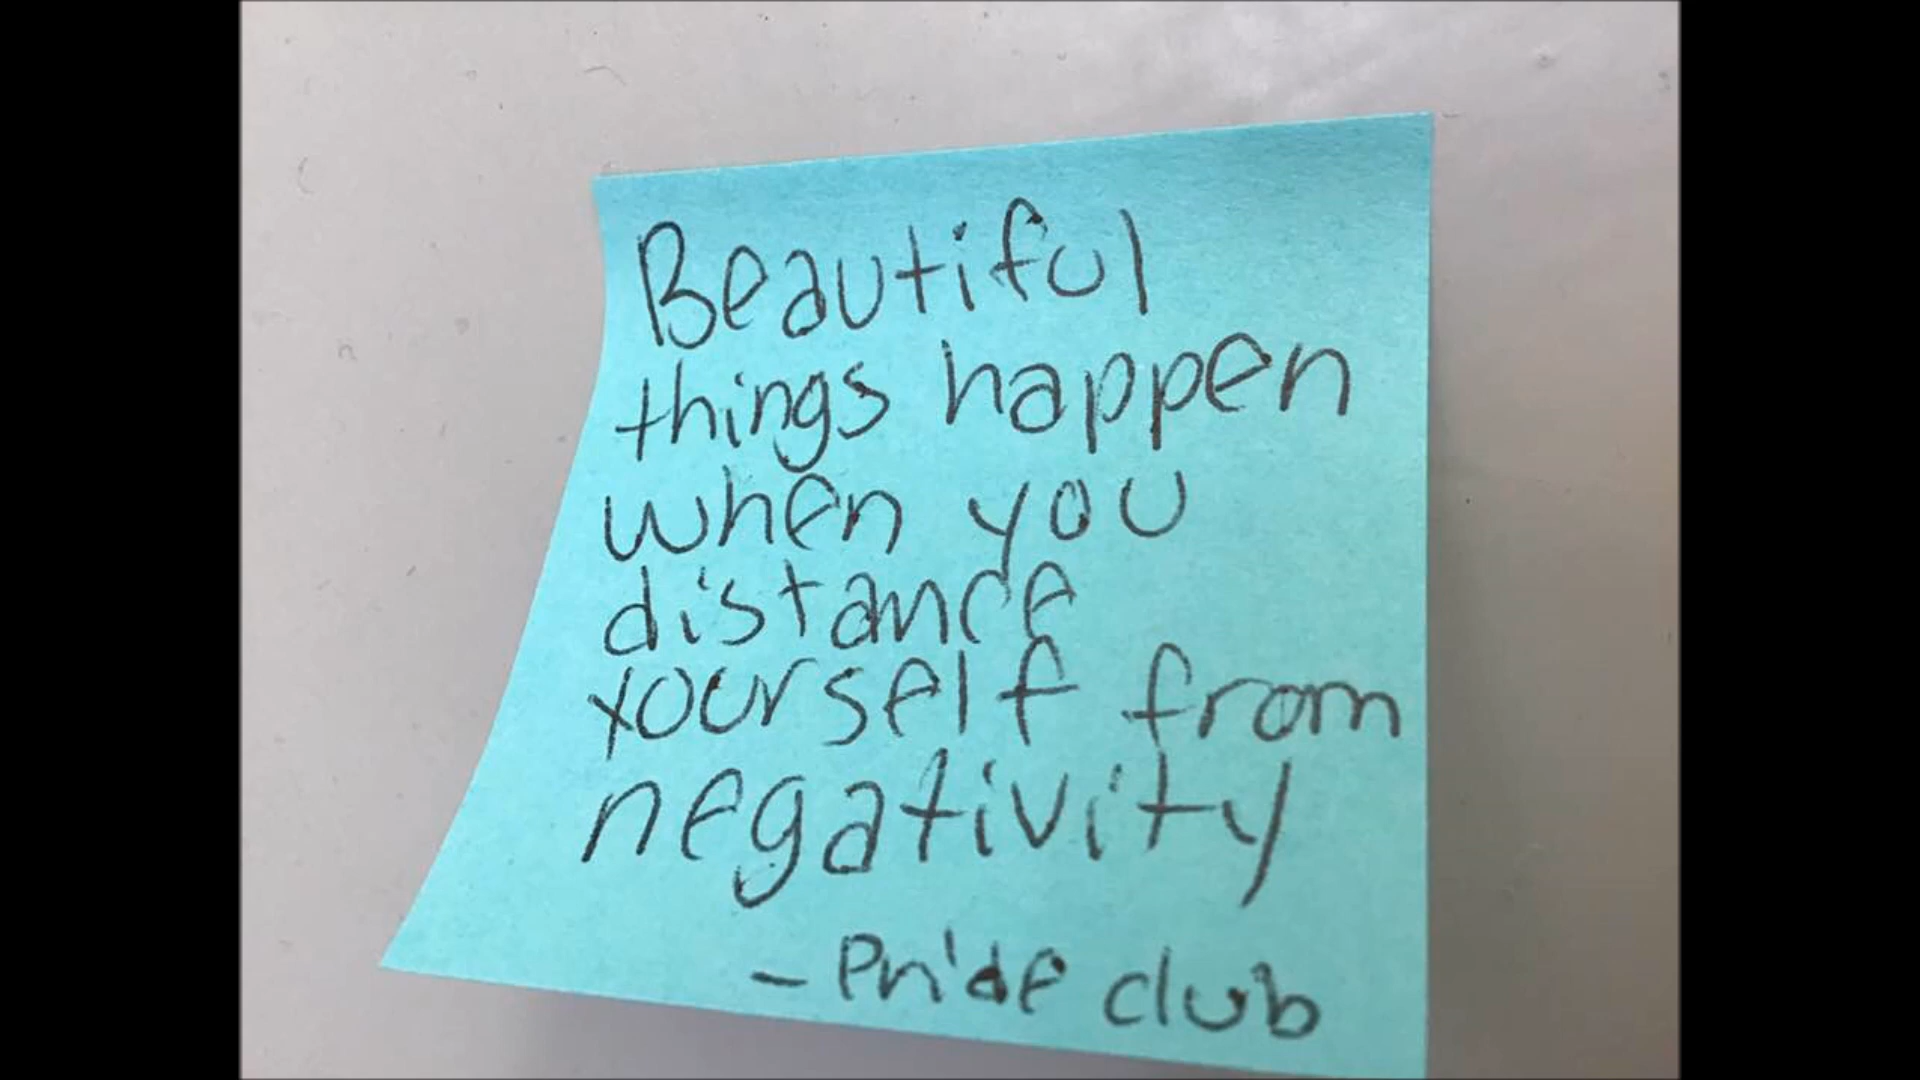 Beautiful
things happen
when you
distance
yourself from
negativity
- Pride club